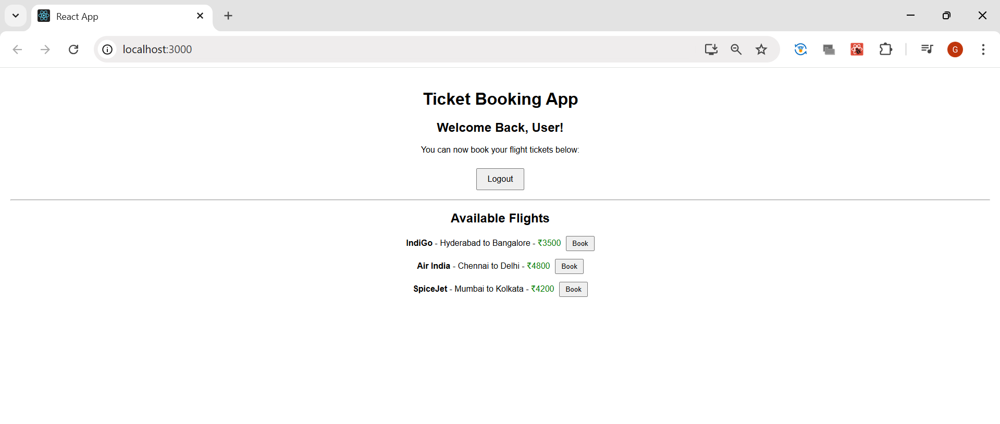 React App
localhost:3000
G
Ticket Booking App
Welcome Back, User!
You can now book your flight tickets below:
Logout
Available Flights
IndiGo - Hyderabad to Bangalore - ₹3500 Book
Air India - Chennai to Delhi - ₹4800 Book
SpiceJet - Mumbai to Kolkata - ₹4200 Book